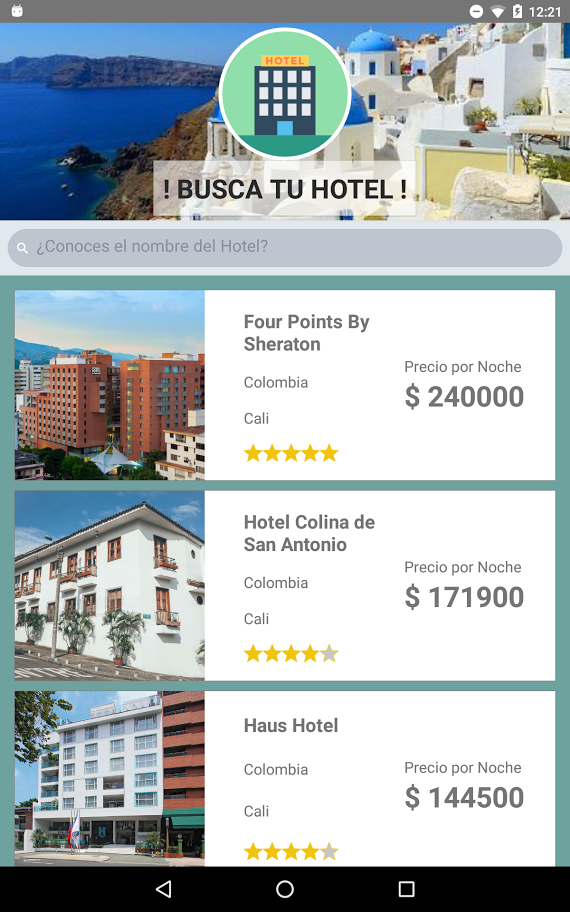 12:21
HOTEL
! BUSCA TU HOTEL !
¿Conoces el nombre del Hotel?
Four Points By
Sheraton
Colombia
Cali
Precio por Noche
$ 240000
Hotel Colina de
San Antonio
Colombia
Cali
Precio por Noche
$ 171900
Haus Hotel
Colombia
Cali
Precio por Noche
$ 144500